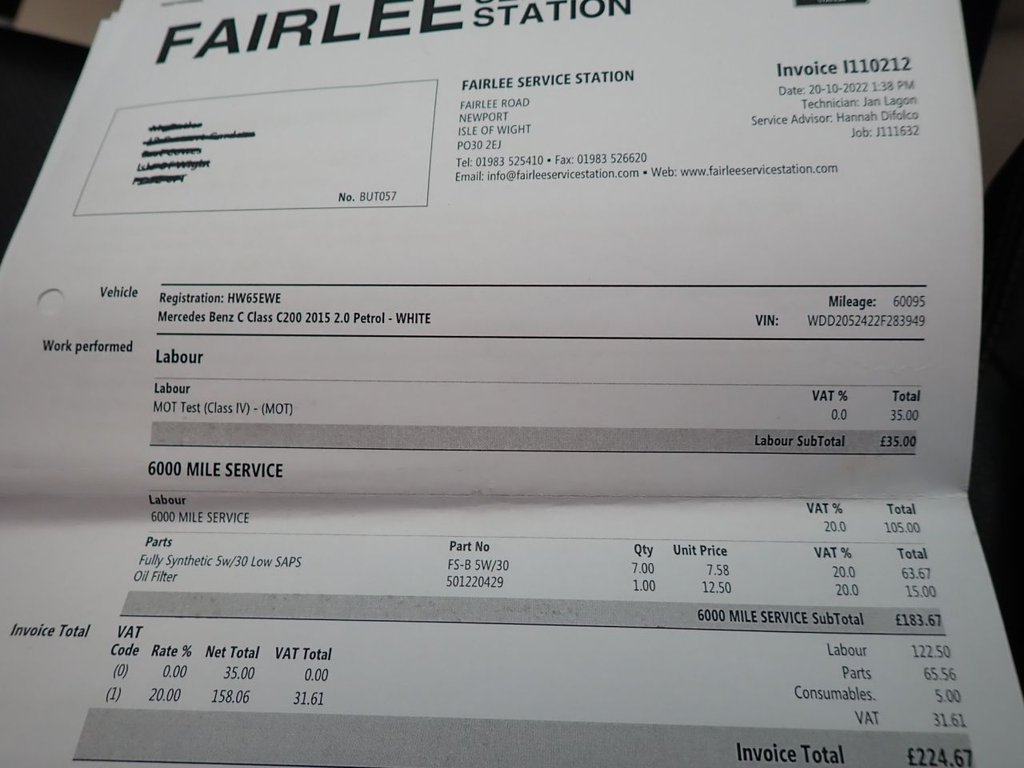 FAIRLEE
STATION
FAIRLEE SERVICE STATION
FAIRLEE ROAD
NEWPORT
ISLE OF WIGHT
PO30 2EJ
Tel: 01983 525410 • Fax: 01983 526620
Email: info@fairleeservicestation.com • Web: www.fairleeservicestation.com
Invoice I110212
Date: 20-10-2022 1:38 PM
Technician: Jan Lagon
Service Advisor: Hannah Difolco
Job: J111632
No. BUT057
Vehicle
Registration: HW65EWE Mileage: 60095
Mercedes Benz C Class C200 2015 2.0 Petrol - WHITE VIN: WDD2052422F283949
Work performed
Labour
Labour VAT % Total
MOT Test (Class IV) - (MOT) 0.0 35.00
Labour SubTotal £35.00
6000 MILE SERVICE
Labour VAT % Total
6000 MILE SERVICE 20.0 105.00
Parts Part No Qty Unit Price VAT % Total
Fully Synthetic 5w/30 Low SAPS FS-B 5W/30 7.00 7.58 20.0 63.67
Oil Filter 501220429 1.00 12.50 20.0 15.00
6000 MILE SERVICE SubTotal £183.67
Invoice Total
VAT
Code Rate % Net Total VAT Total
(0) 0.00 35.00 0.00
(1) 20.00 158.06 31.61
Labour 122.50
Parts 65.56
Consumables. 5.00
VAT 31.61
Invoice Total £224.67